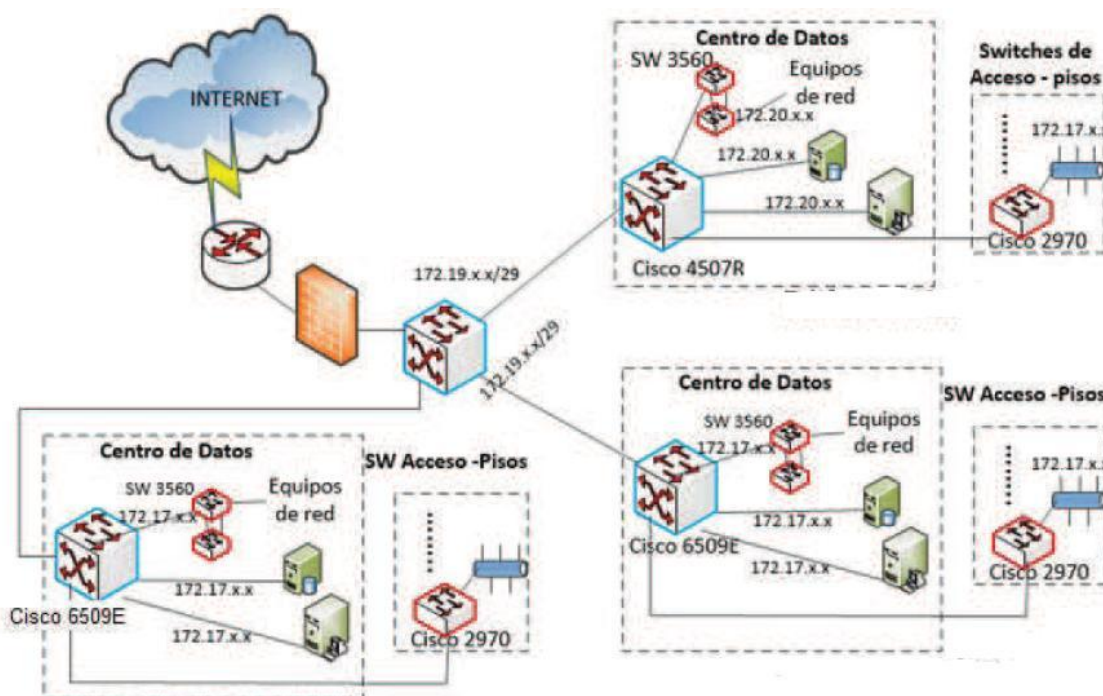 INTERNET
172.19.x.x/29
172.19.x.x/29
Centro de Datos
SW 3560
Equipos
de red
172.20.x.x
172.20.x.x
172.20.x.x
Cisco 4507R
Switches de
Acceso - pisos
172.17.x.x
Cisco 2970
Centro de Datos
SW 3560
172.17.x.x
Equipos
de red
172.17.x.x
172.17.x.x
Cisco 6509E
SW Acceso -Pisos
172.17.x.x
Cisco 2970
Centro de Datos
SW 3560
172.17.x.x
Equipos
de red
172.17.x.x
172.17.x.x
Cisco 6509E
SW Acceso -Pisos
Cisco 2970